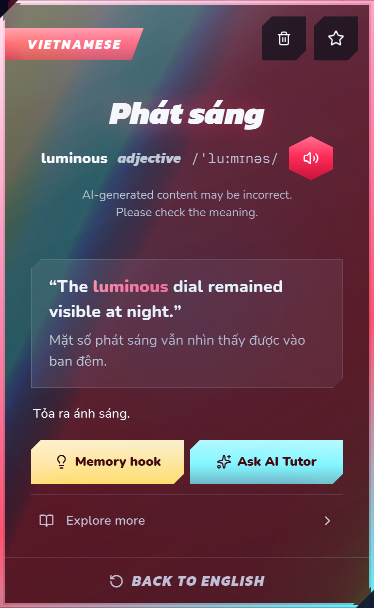 VIETNAMESE
Phát sáng
luminous adjective /ˈluːmɪnəs/
AI-generated content may be incorrect.
Please check the meaning.
“The luminous dial remained
visible at night.”
Mặt số phát sáng vẫn nhìn thấy được vào
ban đêm.
Tỏa ra ánh sáng.
Memory hook
Ask AI Tutor
Explore more
BACK TO ENGLISH